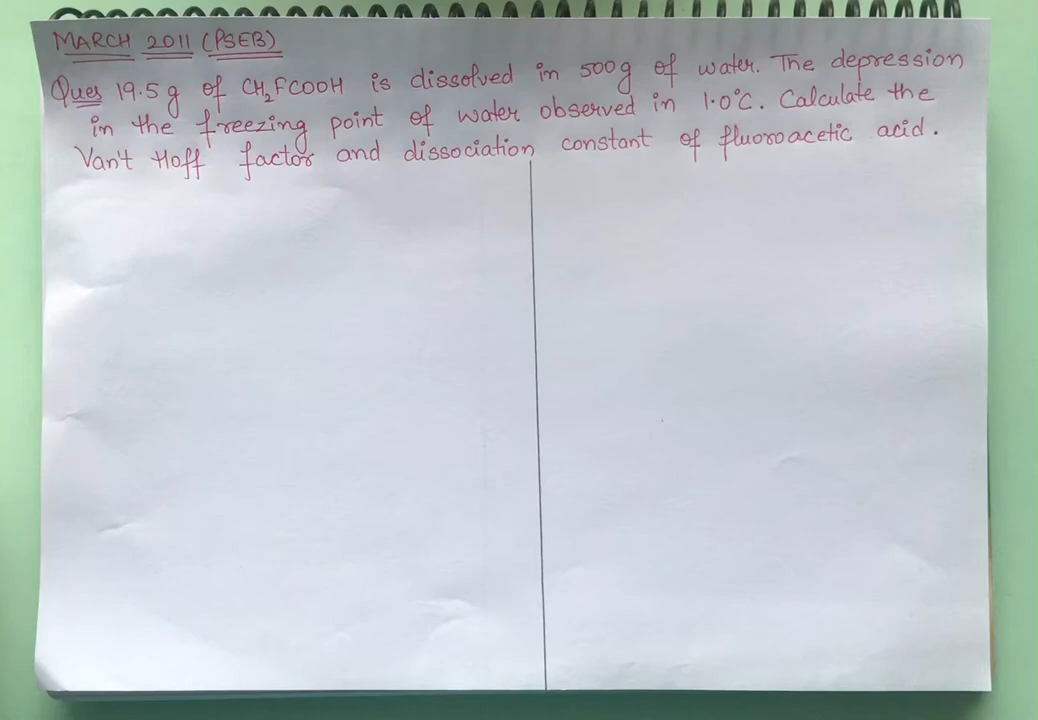 MARCH 2011 (PSEB)
Ques 19.5 g of CH₂FCOOH is dissolved in 500g of water. The depression
in the freezing point of water observed in 1.0°C. Calculate the
Van't Hoff factor and dissociation constant of fluoroacetic acid.